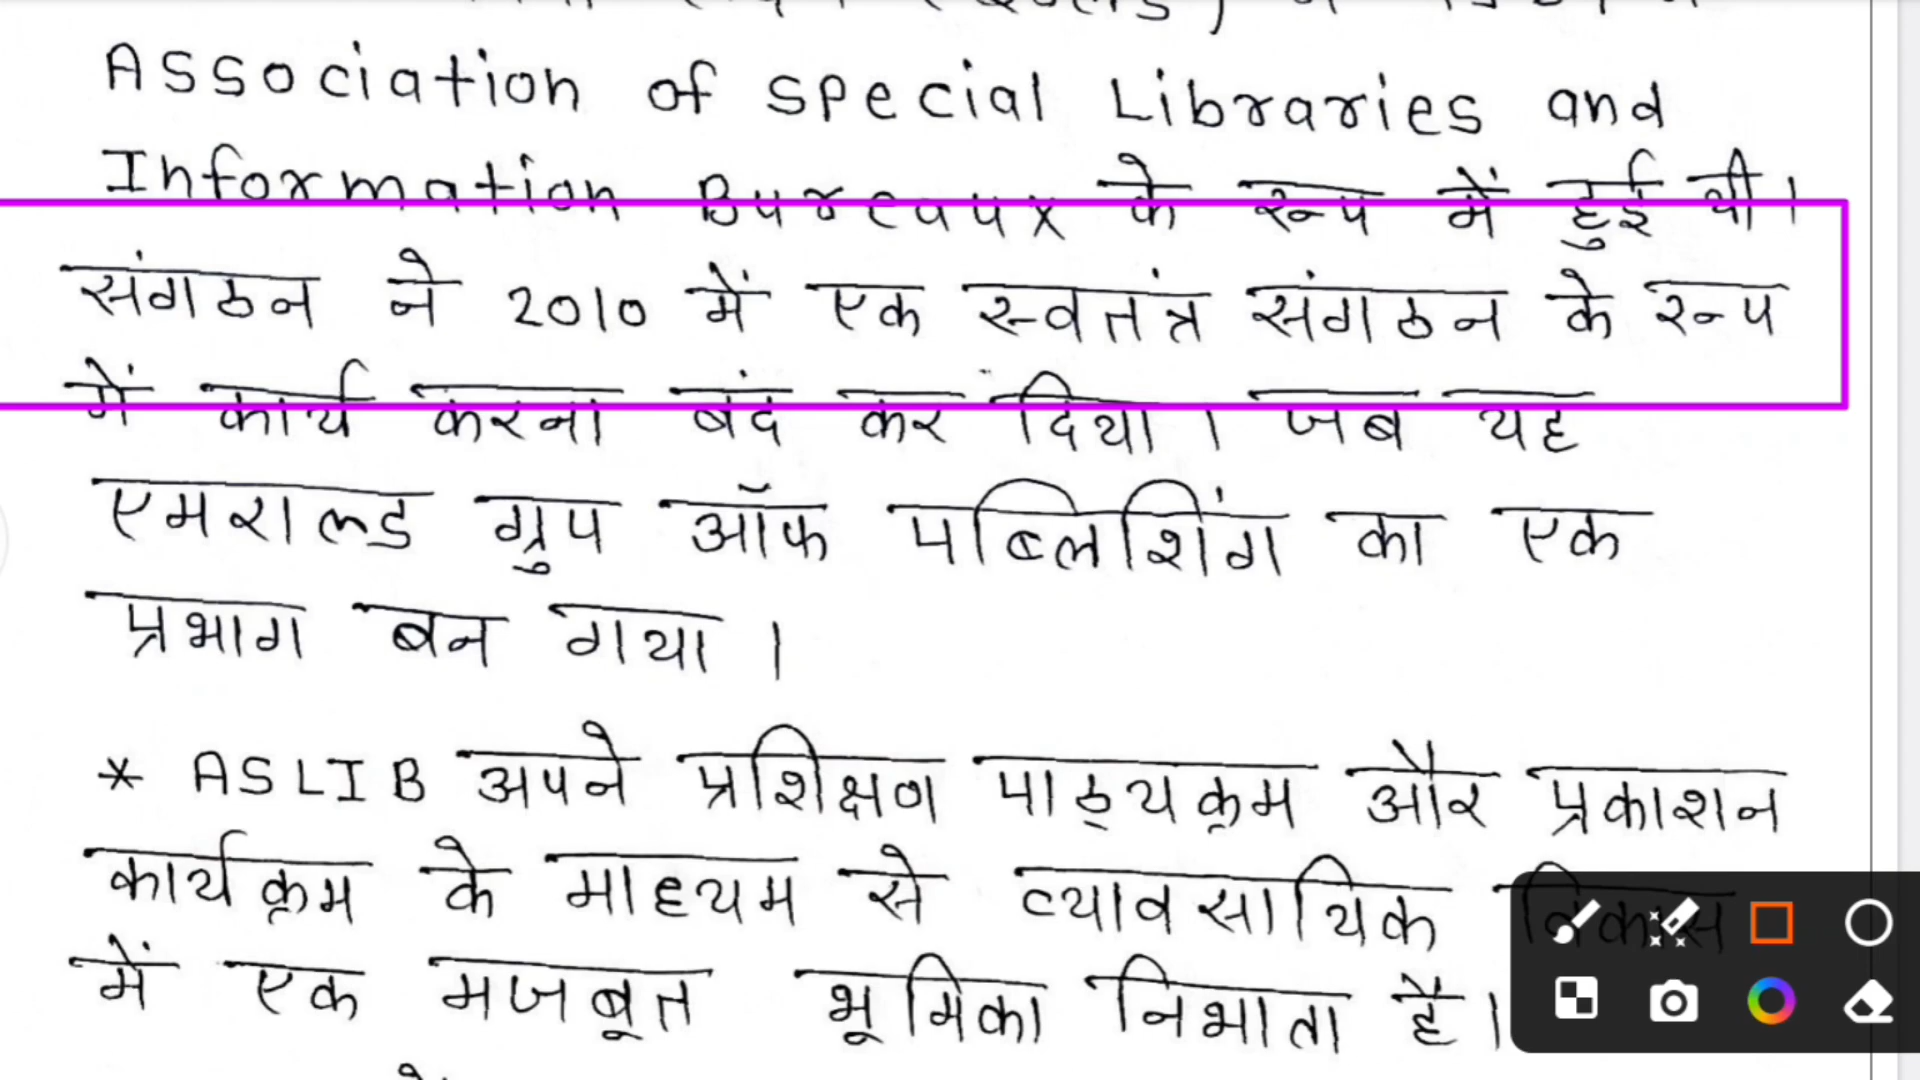 Association of special Libraries and
Information Bureaux के रूप में हुई थी।
संगठन ने 2010 में एक स्वतंत्र संगठन के रूप
में कार्य करना बंद कर दिया। जब यह
एमराल्ड ग्रुप ऑफ पब्लिशिंग का एक
प्रभाग बन गया।
* ASLIB अपने प्रशिक्षण पाठ्यक्रम और प्रकाशन
कार्यक्रम के माध्यम से व्यावसायिक विकास
में एक मजबूत भूमिका निभाता है।